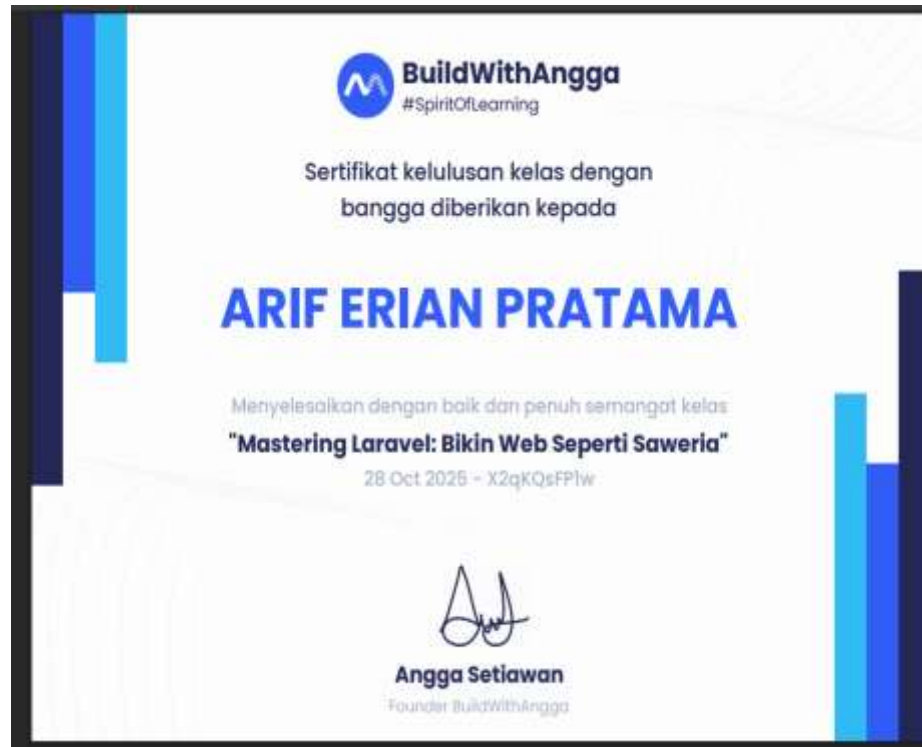 BuildWithAngga
#SpiritOfLearning
Sertifikat kelulusan kelas dengan
bangga diberikan kepada
ARIF ERIAN PRATAMA
Menyelesaikan dengan baik dan penuh semangat kelas
"Mastering Laravel: Bikin Web Seperti Saweria"
28 Oct 2025 - X2qKQsFP1w
Angga Setiawan
Founder BuildWithAngga